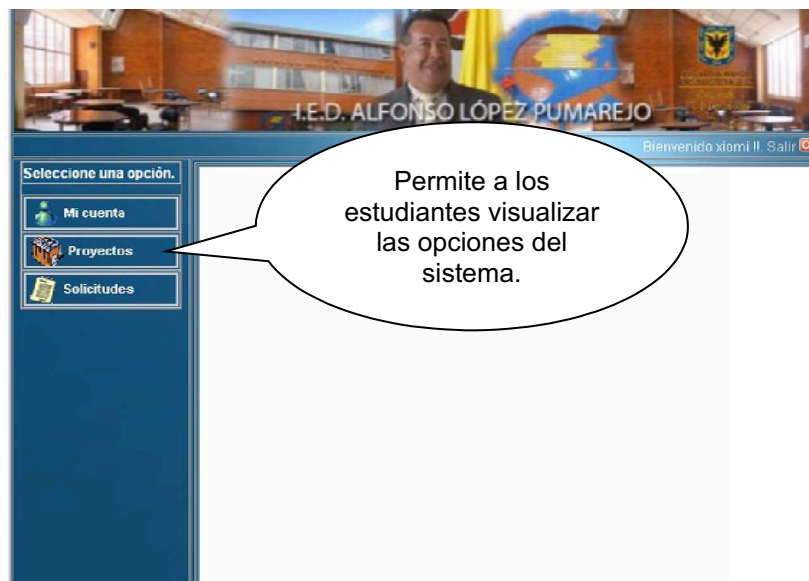 I.E.D. ALFONSO LÓPEZ PUMAREJO
Bienvenido xiomi !!. Salir
Seleccione una opción.
Mi cuenta
Proyectos
Solicitudes
Permite a los
estudiantes visualizar
las opciones del
sistema.